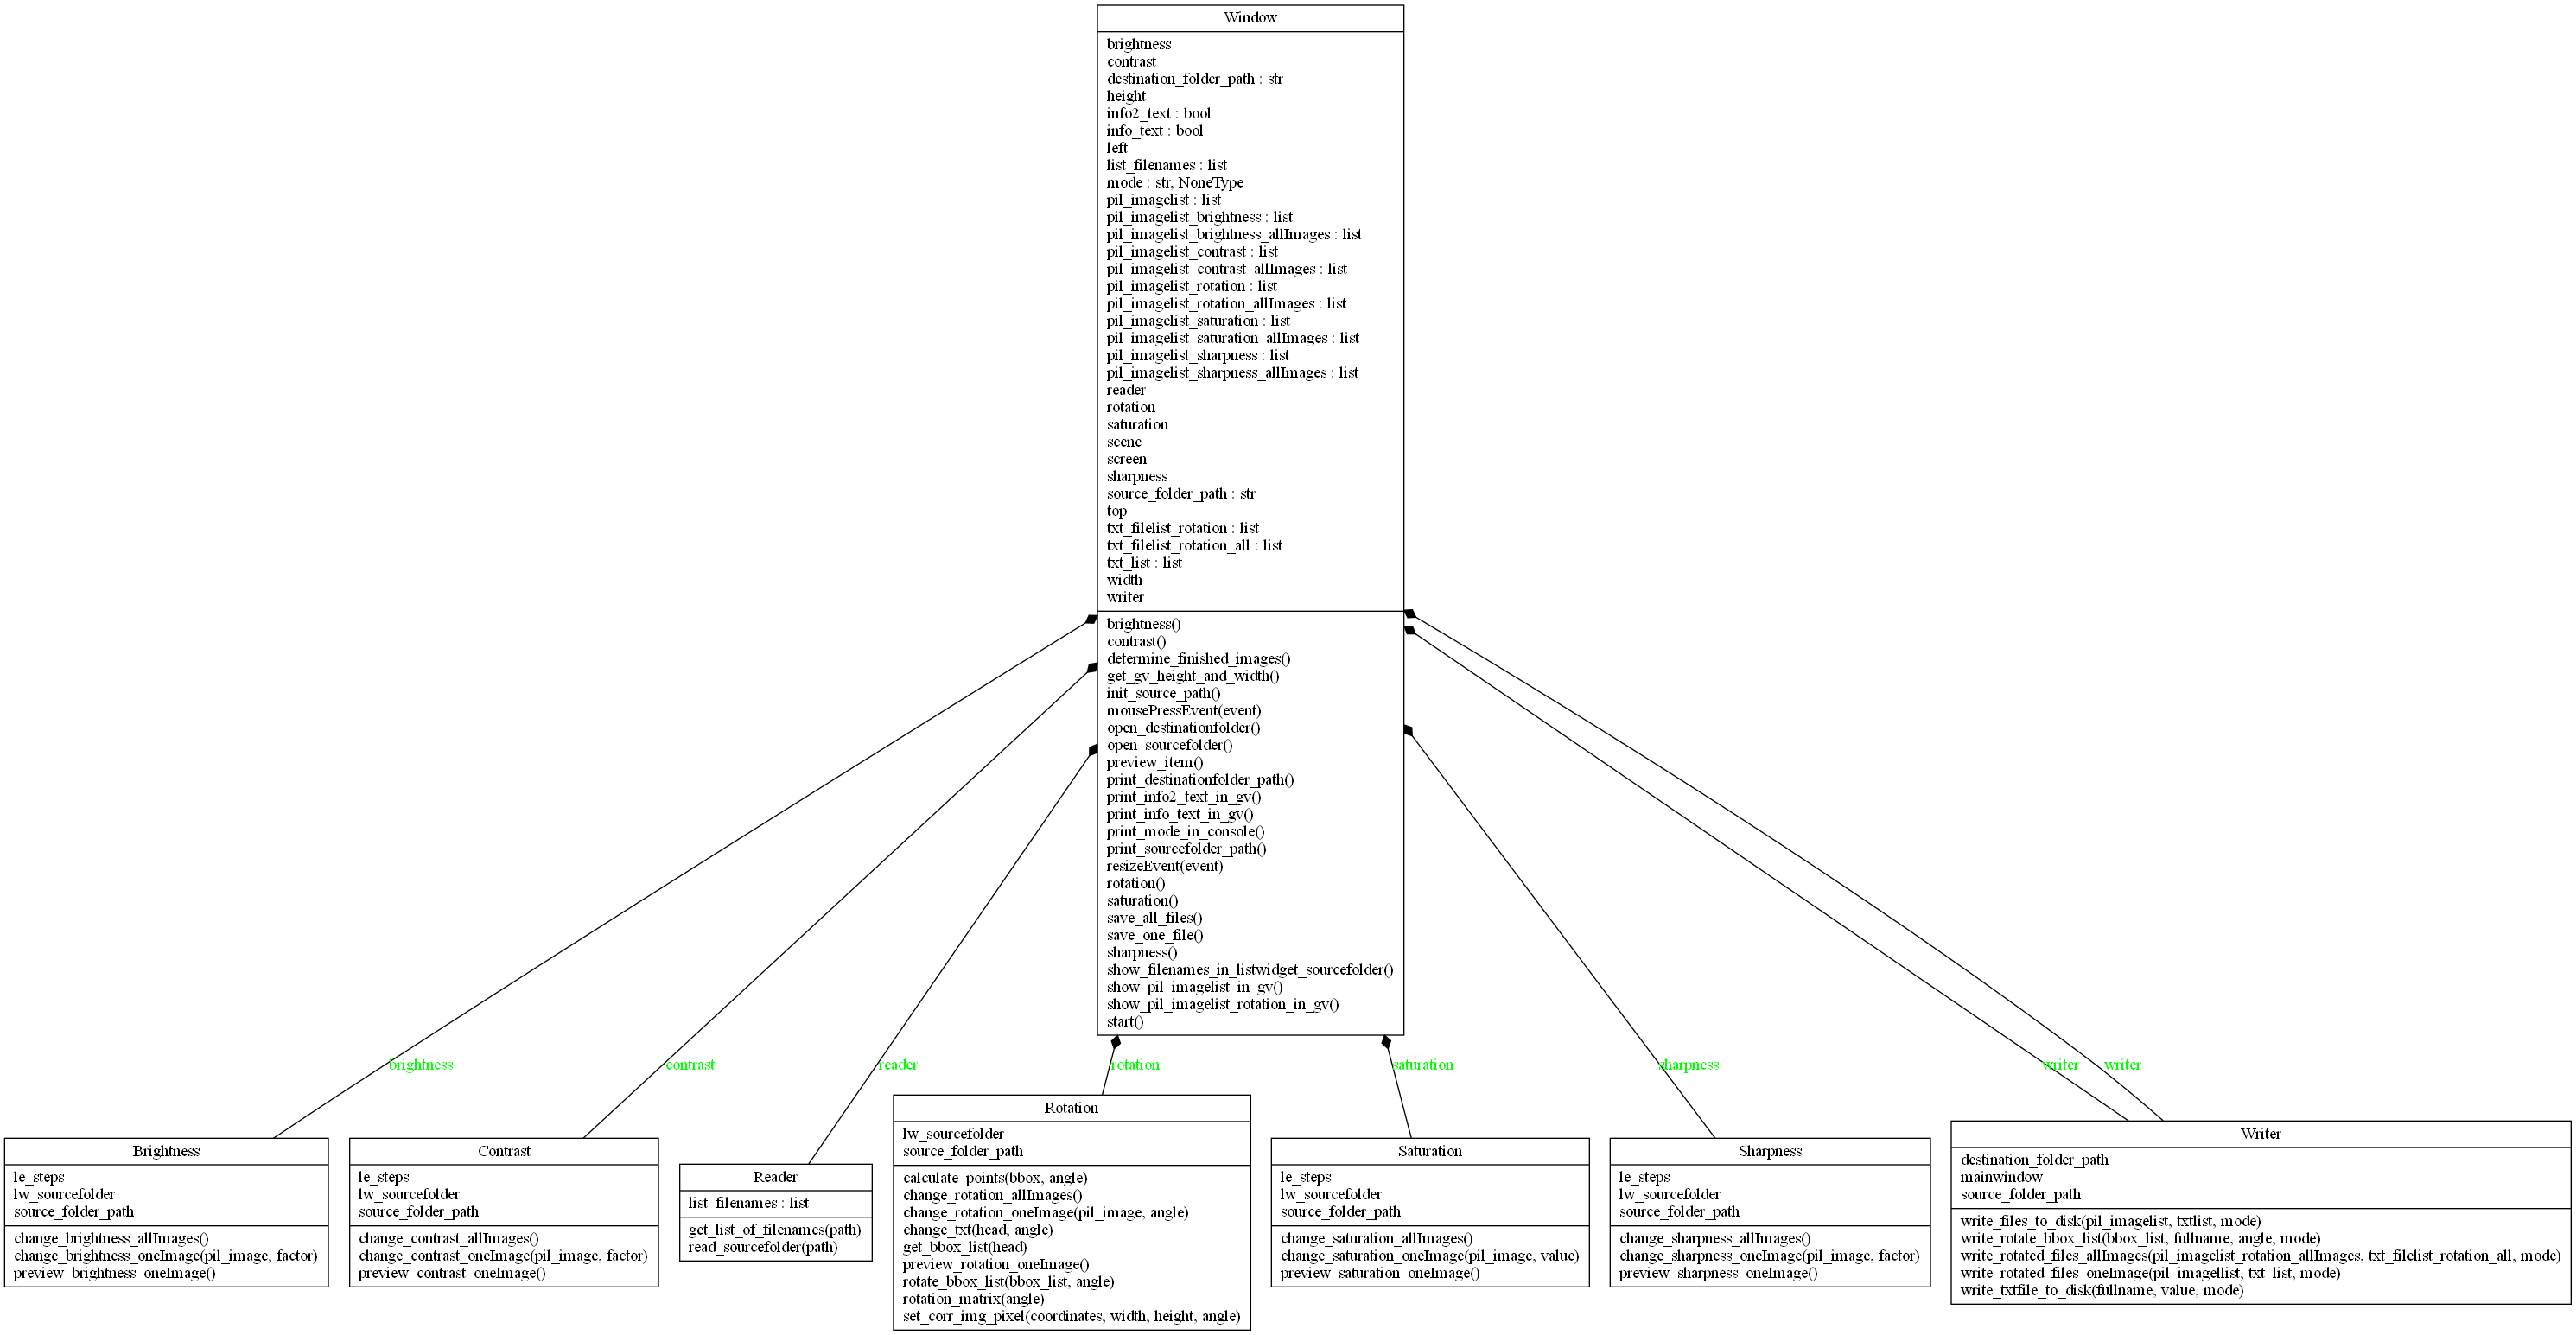 Window
brightness
contrast
destination_folder_path : str
height
info2_text : bool
info_text : bool
left
list_filenames : list
mode : str, NoneType
pil_imagelist : list
pil_imagelist_brightness : list
pil_imagelist_brightness_allImages : list
pil_imagelist_contrast : list
pil_imagelist_contrast_allImages : list
pil_imagelist_rotation : list
pil_imagelist_rotation_allImages : list
pil_imagelist_saturation : list
pil_imagelist_saturation_allImages : list
pil_imagelist_sharpness : list
pil_imagelist_sharpness_allImages : list
reader
rotation
saturation
scene
screen
sharpness
source_folder_path : str
top
txt_filelist_rotation : list
txt_filelist_rotation_all : list
txt_list : list
width
writer
brightness()
contrast()
determine_finished_images()
get_gv_height_and_width()
init_source_path()
mousePressEvent(event)
open_destinationfolder()
open_sourcefolder()
preview_item()
print_destinationfolder_path()
print_info2_text_in_gv()
print_info_text_in_gv()
print_mode_in_console()
print_sourcefolder_path()
resizeEvent(event)
rotation()
saturation()
save_all_files()
save_one_file()
sharpness()
show_filenames_in_listwidget_sourcefolder()
show_pil_imagelist_in_gv()
show_pil_imagelist_rotation_in_gv()
start()
brightness
contrast
reader
rotation
saturation
sharpness
writer
writer
Brightness
le_steps
lw_sourcefolder
source_folder_path
change_brightness_allImages()
change_brightness_oneImage(pil_image, factor)
preview_brightness_oneImage()
Contrast
le_steps
lw_sourcefolder
source_folder_path
change_contrast_allImages()
change_contrast_oneImage(pil_image, factor)
preview_contrast_oneImage()
Reader
list_filenames : list
get_list_of_filenames(path)
read_sourcefolder(path)
Rotation
lw_sourcefolder
source_folder_path
calculate_points(bbox, angle)
change_rotation_allImages()
change_rotation_oneImage(pil_image, angle)
change_txt(head, angle)
get_bbox_list(head)
preview_rotation_oneImage()
rotate_bbox_list(bbox_list, angle)
rotation_matrix(angle)
set_corr_img_pixel(coordinates, width, height, angle)
Saturation
le_steps
lw_sourcefolder
source_folder_path
change_saturation_allImages()
change_saturation_oneImage(pil_image, value)
preview_saturation_oneImage()
Sharpness
le_steps
lw_sourcefolder
source_folder_path
change_sharpness_allImages()
change_sharpness_oneImage(pil_image, factor)
preview_sharpness_oneImage()
Writer
destination_folder_path
mainwindow
source_folder_path
write_files_to_disk(pil_imagelist, txtlist, mode)
write_rotate_bbox_list(bbox_list, fullname, angle, mode)
write_rotated_files_allImages(pil_imagelist_rotation_allImages, txt_filelist_rotation_all, mode)
write_rotated_files_oneImage(pil_imagellist, txt_list, mode)
write_txtfile_to_disk(fullname, value, mode)